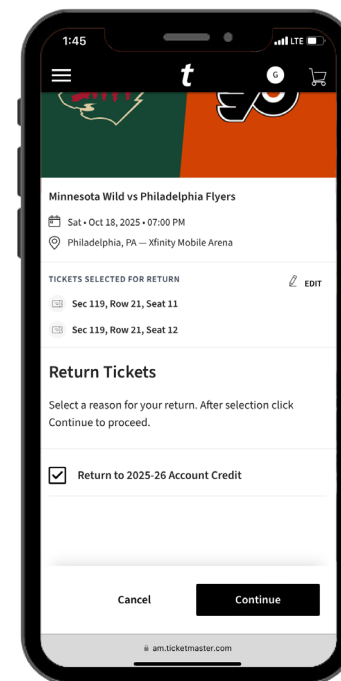 1:45
LTE
t
G
Minnesota Wild vs Philadelphia Flyers
Sat • Oct 18, 2025 • 07:00 PM
Philadelphia, PA — Xfinity Mobile Arena
TICKETS SELECTED FOR RETURN
EDIT
Sec 119, Row 21, Seat 11
Sec 119, Row 21, Seat 12
Return Tickets
Select a reason for your return. After selection click
Continue to proceed.
Return to 2025-26 Account Credit
Cancel
Continue
am.ticketmaster.com